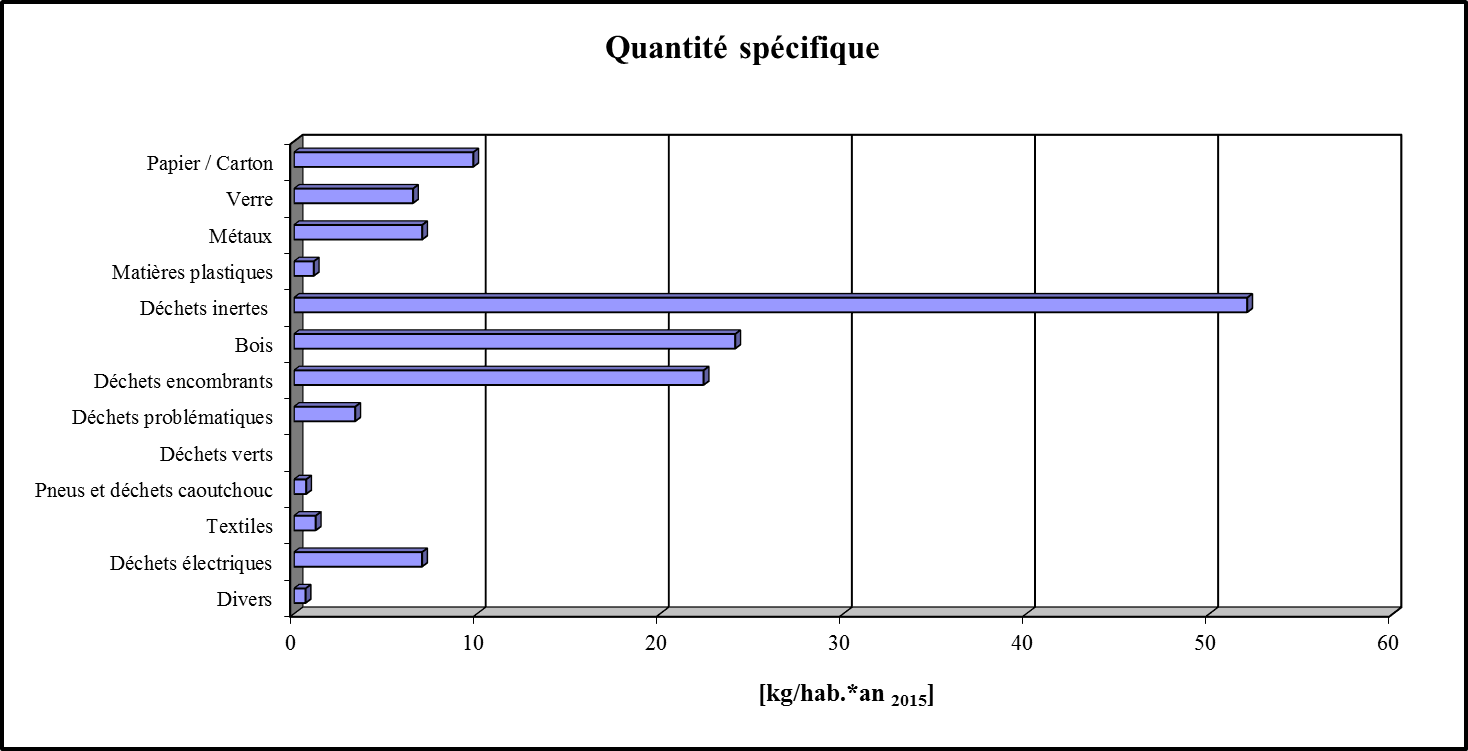 Quantité spécifique
Papier / Carton
Verre
Métaux
Matières plastiques
Déchets inertes
Bois
Déchets encombrants
Déchets problématiques
Déchets verts
Pneus et déchets caoutchouc
Textiles
Déchets électriques
Divers
0 10 20 30 40 50 60
[kg/hab.*an 2015]